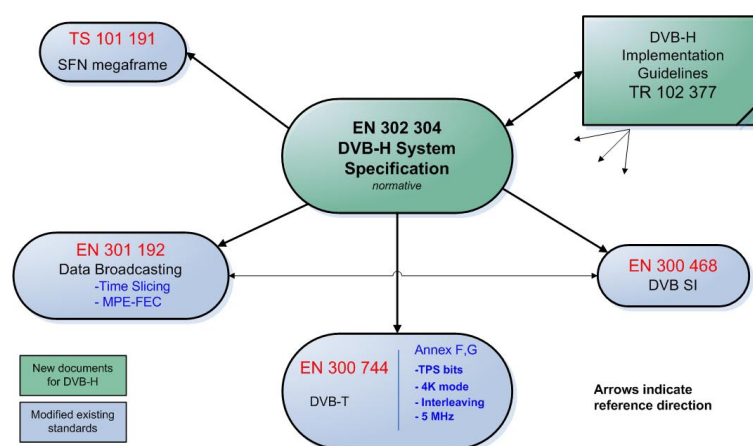 TS 101 191
SFN megaframe
DVB-H
Implementation
Guidelines
TR 102 377
EN 302 304
DVB-H System
Specification
normative
EN 301 192
Data Broadcasting
-Time Slicing
- MPE-FEC
EN 300 468
DVB SI
EN 300 744
DVB-T
Annex F,G
-TPS bits
- 4K mode
- Interleaving
- 5 MHz
New documents
for DVB-H
Modified existing
standards
Arrows indicate
reference direction